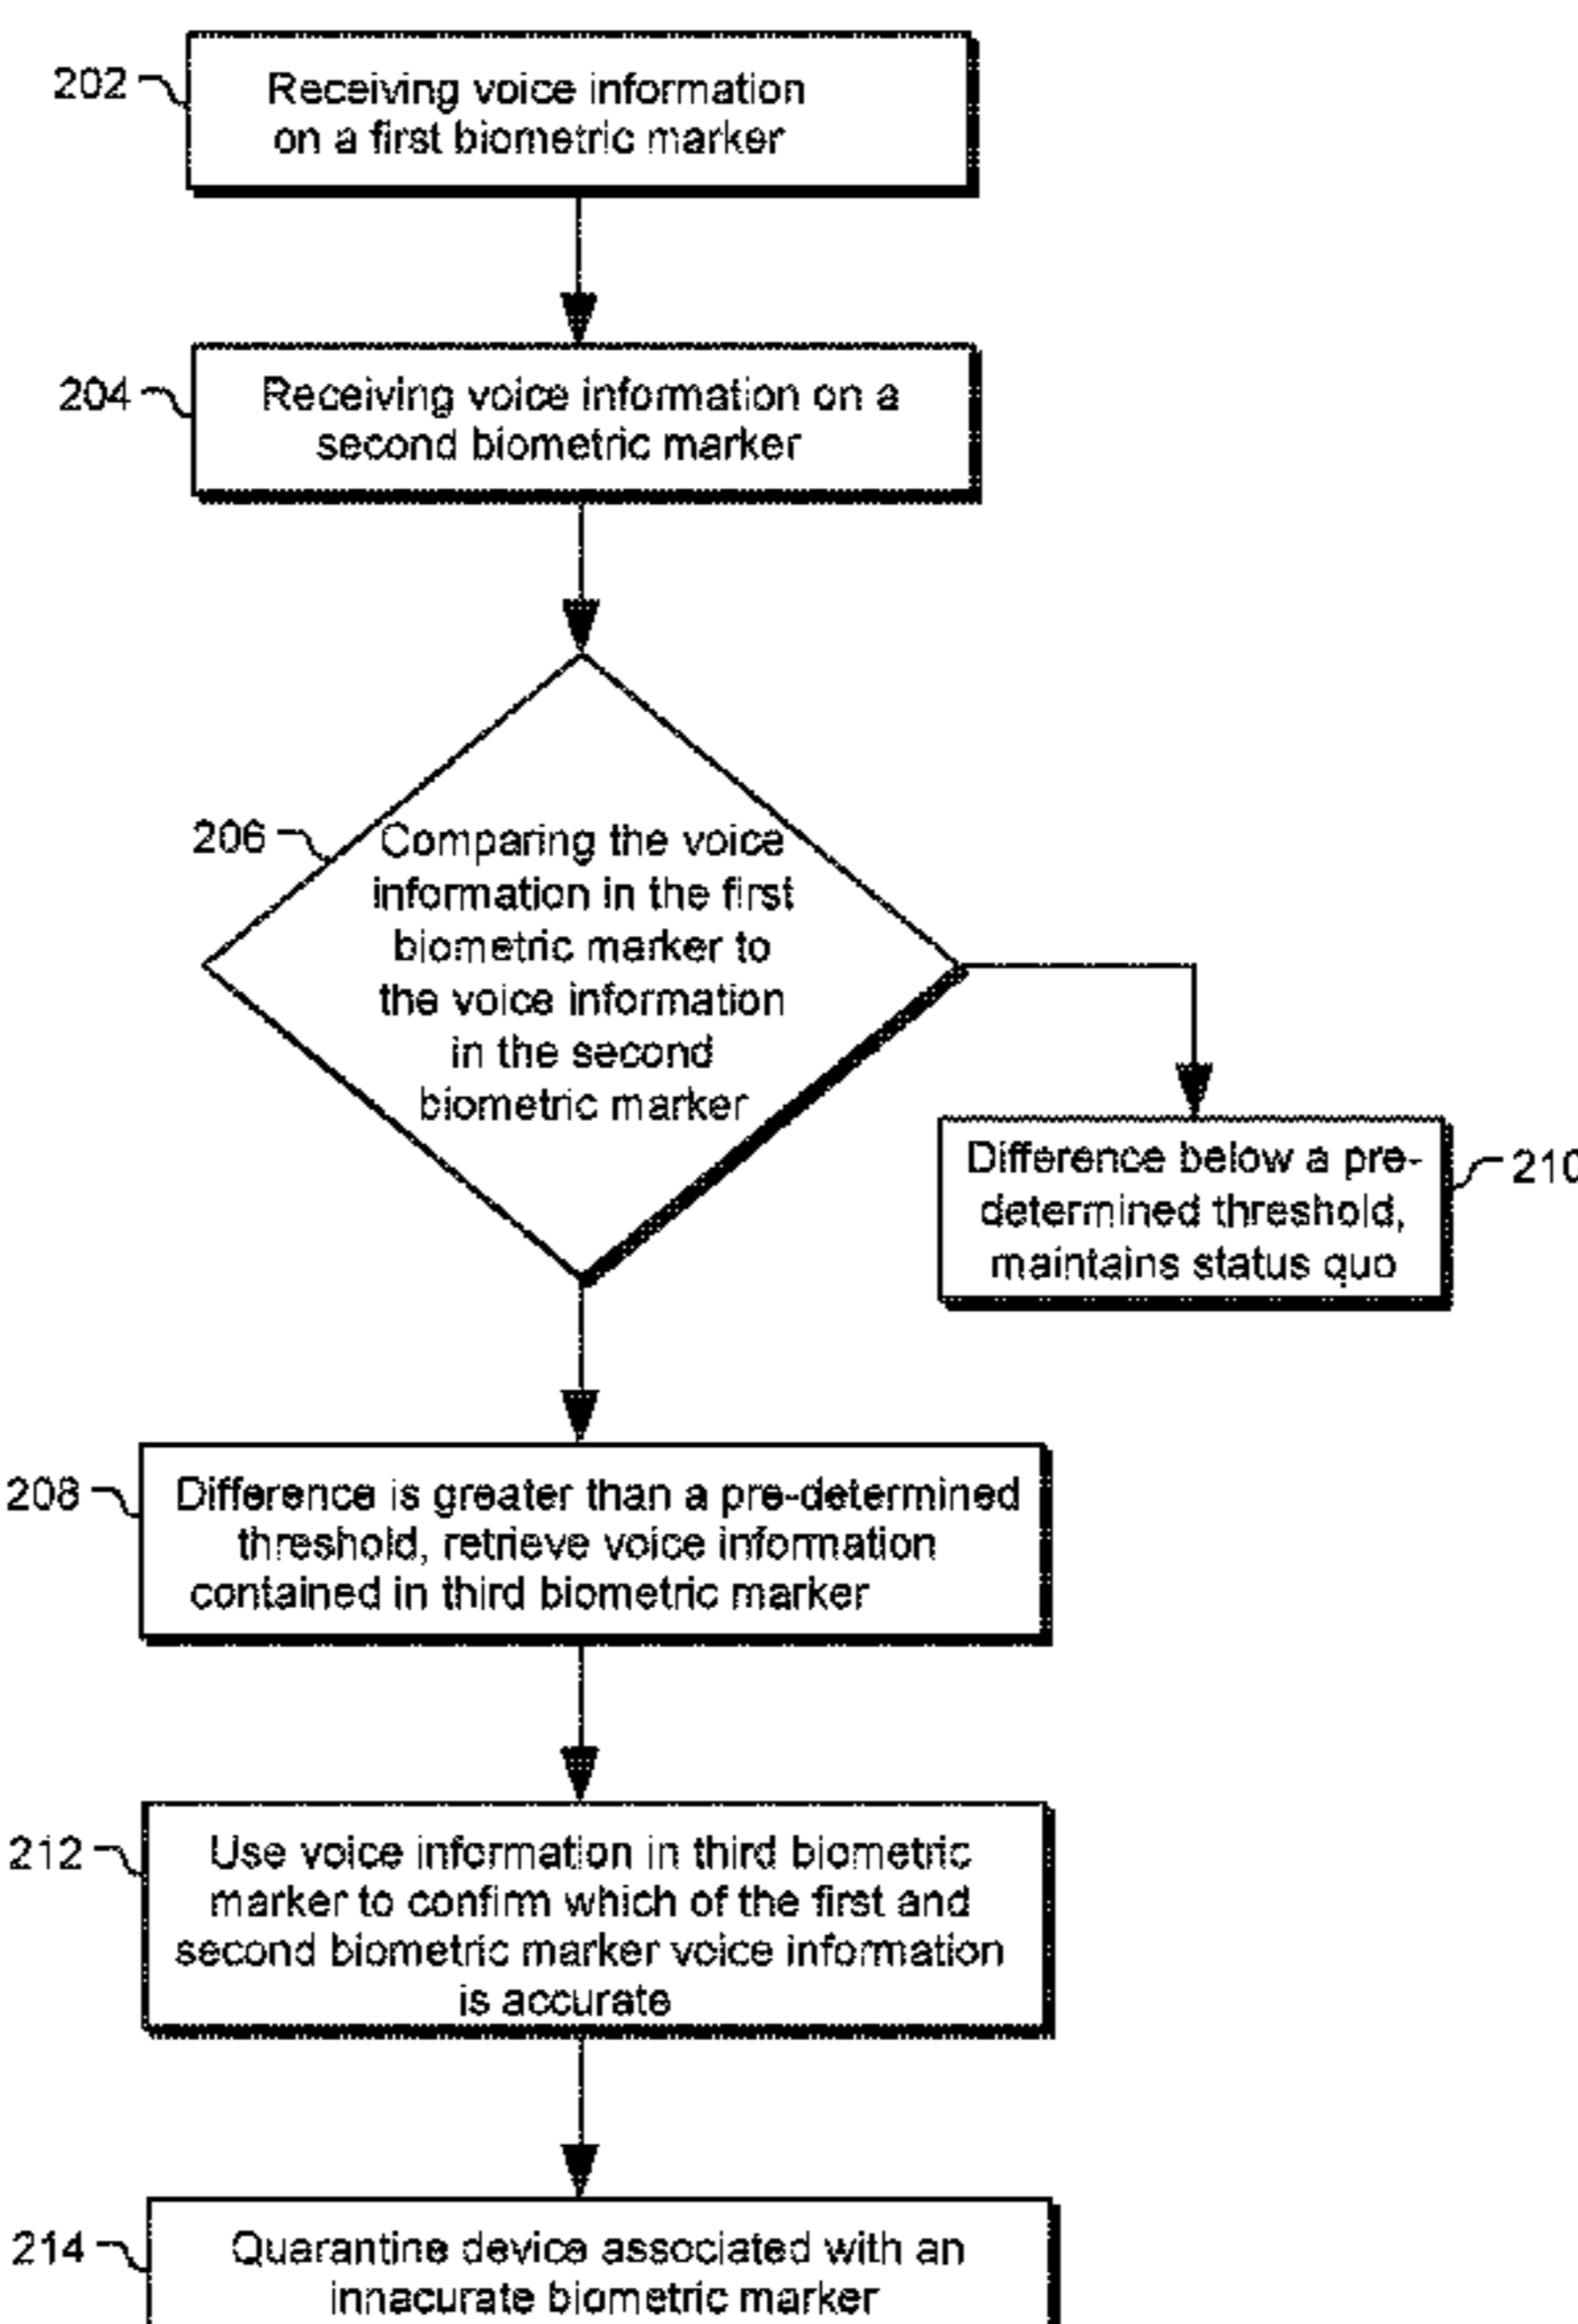 202
Receiving voice information
on a first biometric marker
204
Receiving voice information on a
second biometric marker
206
Comparing the voice
information in the first
biometric marker to
the voice information
in the second
biometric marker
Difference below a pre-
determined threshold,
maintains status quo
210
208
Difference is greater than a pre-determined
threshold, retrieve voice information
contained in third biometric marker
212
Use voice information in third biometric
marker to confirm which of the first and
second biometric marker voice information
is accurate
214
Quarantine device associated with an
innacurate biometric marker